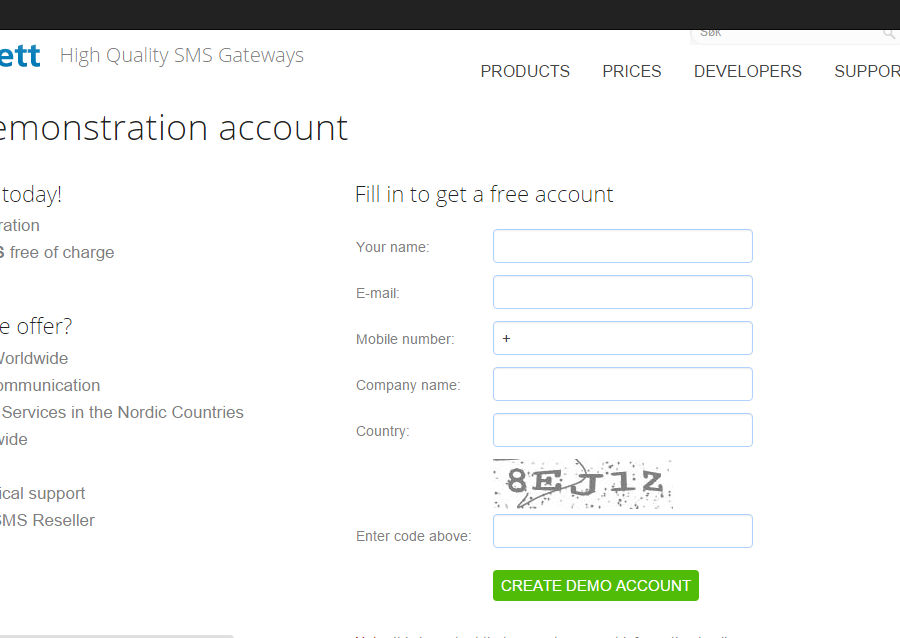 Søk
ett High Quality SMS Gateways
PRODUCTS PRICES DEVELOPERS SUPPOR
emonstration account
today!
ration
S free of charge
e offer?
Vorldwide
ommunication
Services in the Nordic Countries
wide
ical support
SMS Reseller
Fill in to get a free account
Your name:
E-mail:
Mobile number: +
Company name:
Country:
8EJ1Z
Enter code above:
CREATE DEMO ACCOUNT